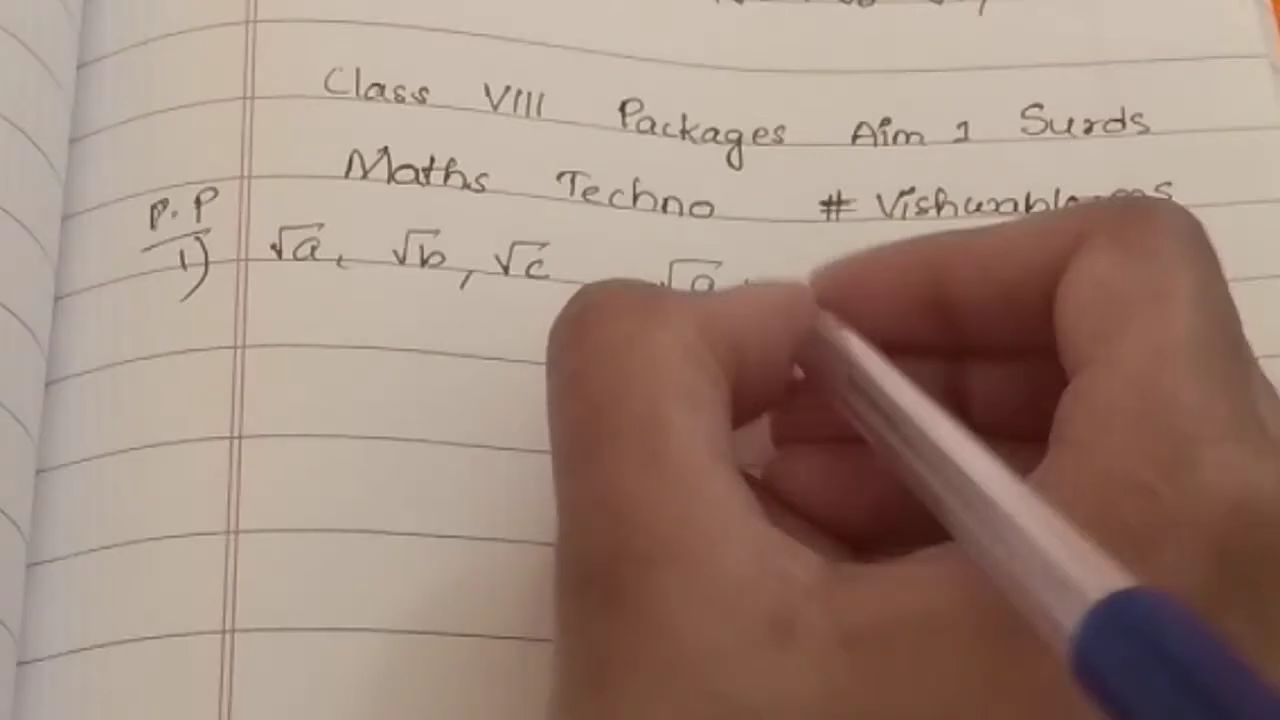 Class VIII Packages Aim 1 Surds
Maths Techno #
P.P
1) √a, √b, √c √a